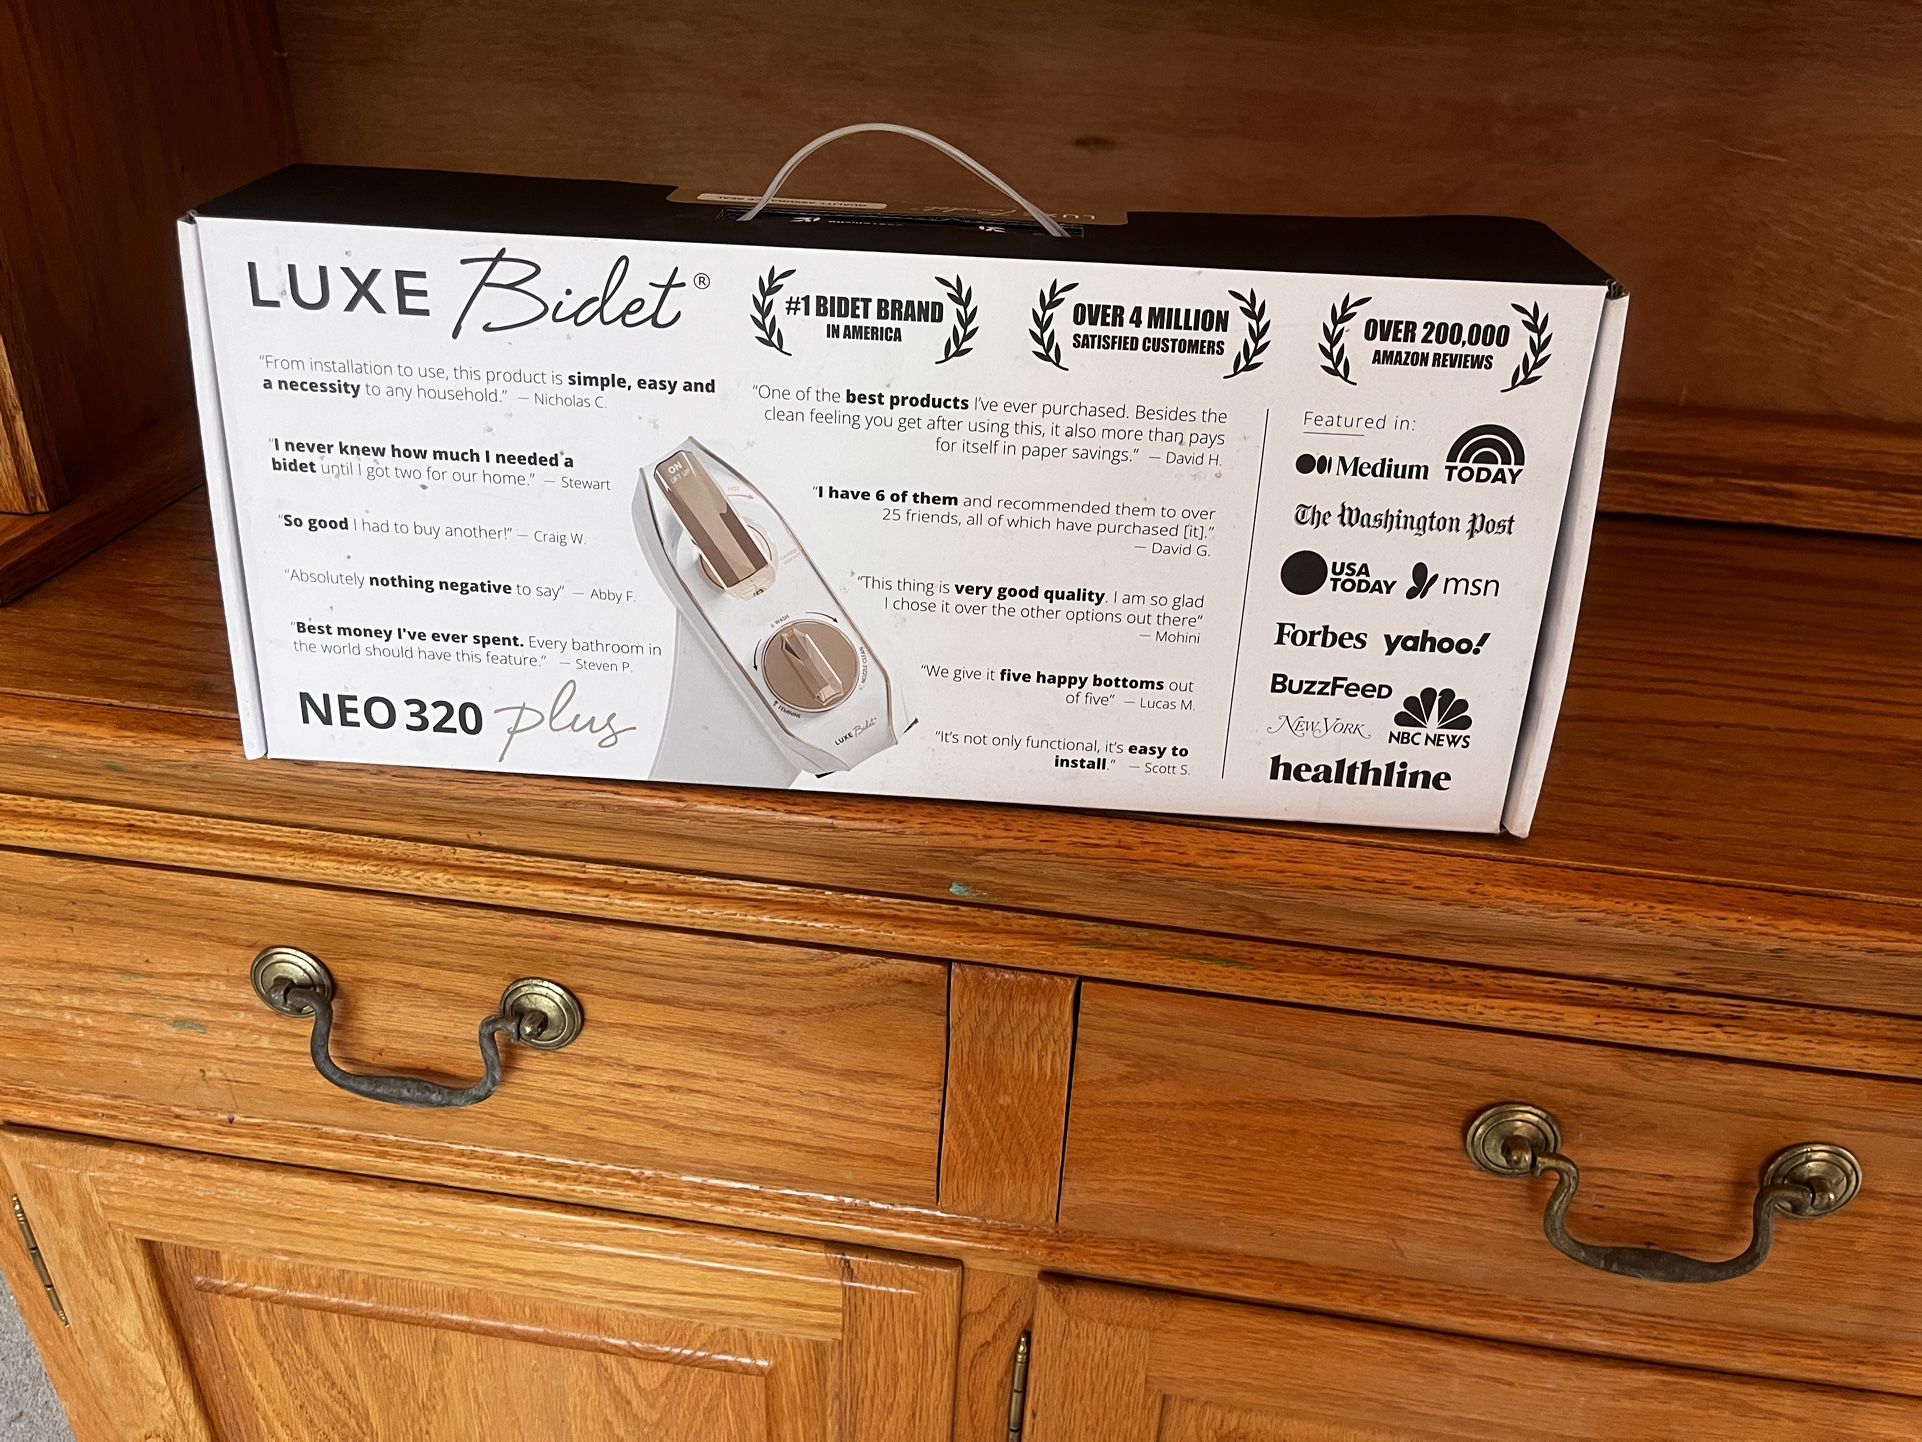 LUXE Bidet®
#1 BIDET BRAND
IN AMERICA
OVER 4 MILLION
SATISFIED CUSTOMERS
OVER 200,000
AMAZON REVIEWS
“From installation to use, this product is simple, easy and
a necessity to any household.” — Nicholas C.
“I never knew how much I needed a
bidet until I got two for our home.” — Stewart
“So good I had to buy another!” — Craig W.
“Absolutely nothing negative to say” — Abby F.
“Best money I've ever spent. Every bathroom in
the world should have this feature.” — Steven P.
NEO 320 plus
ON
HOT
WASH
NOZZLE CLEAN
FEMININE
LUXE Bidet
“One of the best products I’ve ever purchased. Besides the
clean feeling you get after using this, it also more than pays
for itself in paper savings.” — David H.
“I have 6 of them and recommended them to over
25 friends, all of which have purchased [it].”
— David G.
“This thing is very good quality. I am so glad
I chose it over the other options out there”
— Mohini
“We give it five happy bottoms out
of five” — Lucas M.
“It’s not only functional, it’s easy to
install.” — Scott S.
Featured in:
Medium
TODAY
The Washington Post
USA
TODAY
msn
Forbes
yahoo!
BuzzFeed
NEW YORK
NBC NEWS
healthline